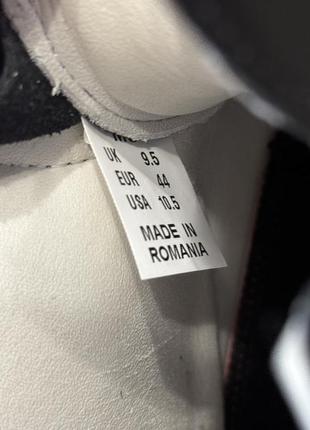 UK 9.5
EUR 44
USA 10.5
MADE IN
ROMANIA